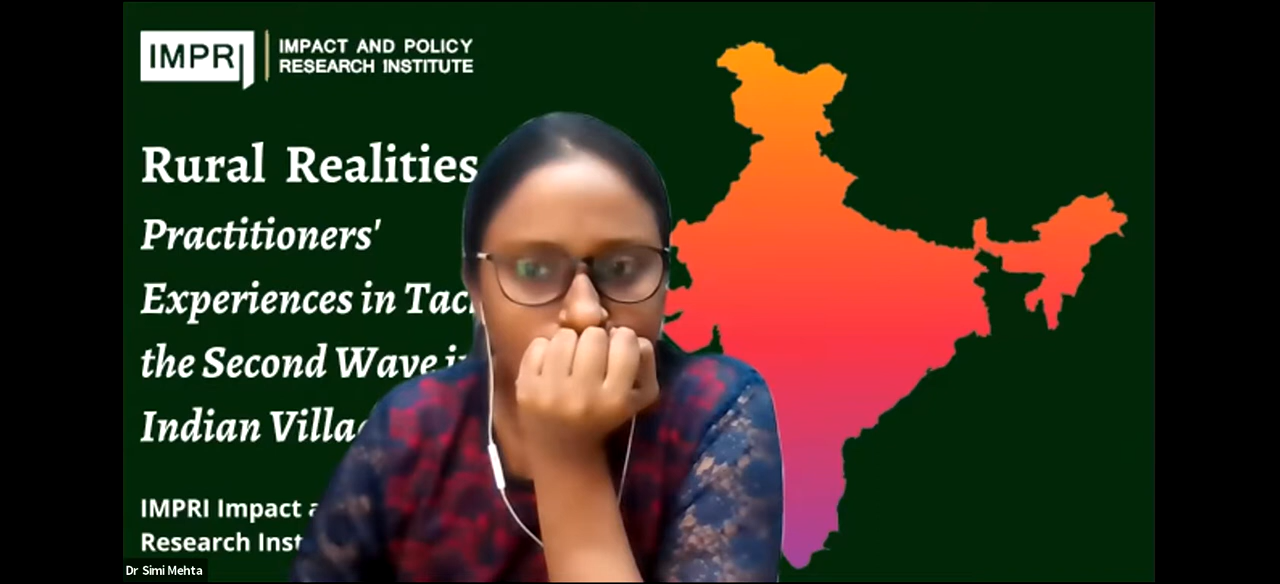 IMPRI
IMPACT AND POLICY
RESEARCH INSTITUTE
Rural Realities
Practitioners'
Experiences in
the Second Wave
Indian
IMPRI Impact
Research
Dr Simi Mehta